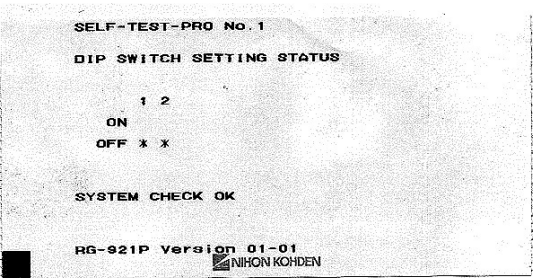 SELF-TEST-PRO No.1
DIP SWITCH SETTING STATUS
1 2
ON
OFF * *
SYSTEM CHECK OK
RG-921P Version 01-01
NIHON KOHDEN